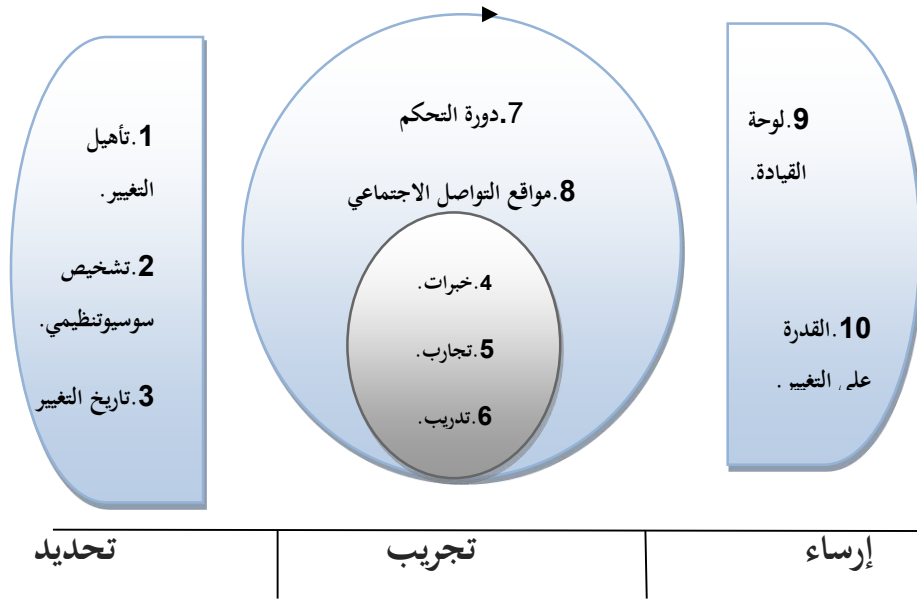 1.تأهيل
التغيير.
2.تشخيص
سوسيوتنظيمي.
3.تاريخ التغيير
7.دورة التحكم
8.مواقع التواصل الاجتماعي
4.خبرات.
5.تجارب.
6.تدريب.
9.لوحة
القيادة.
10.القدرة
على التغيير.
تحديد
تجريب
إرساء